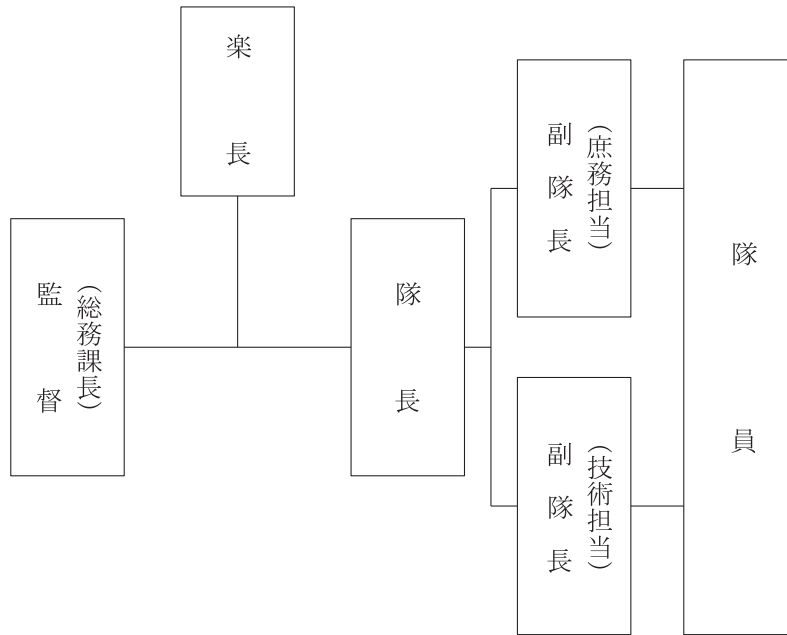 楽長
監督
（総務課長）
隊長
副隊長
（庶務担当）
副隊長
（技術担当）
隊員